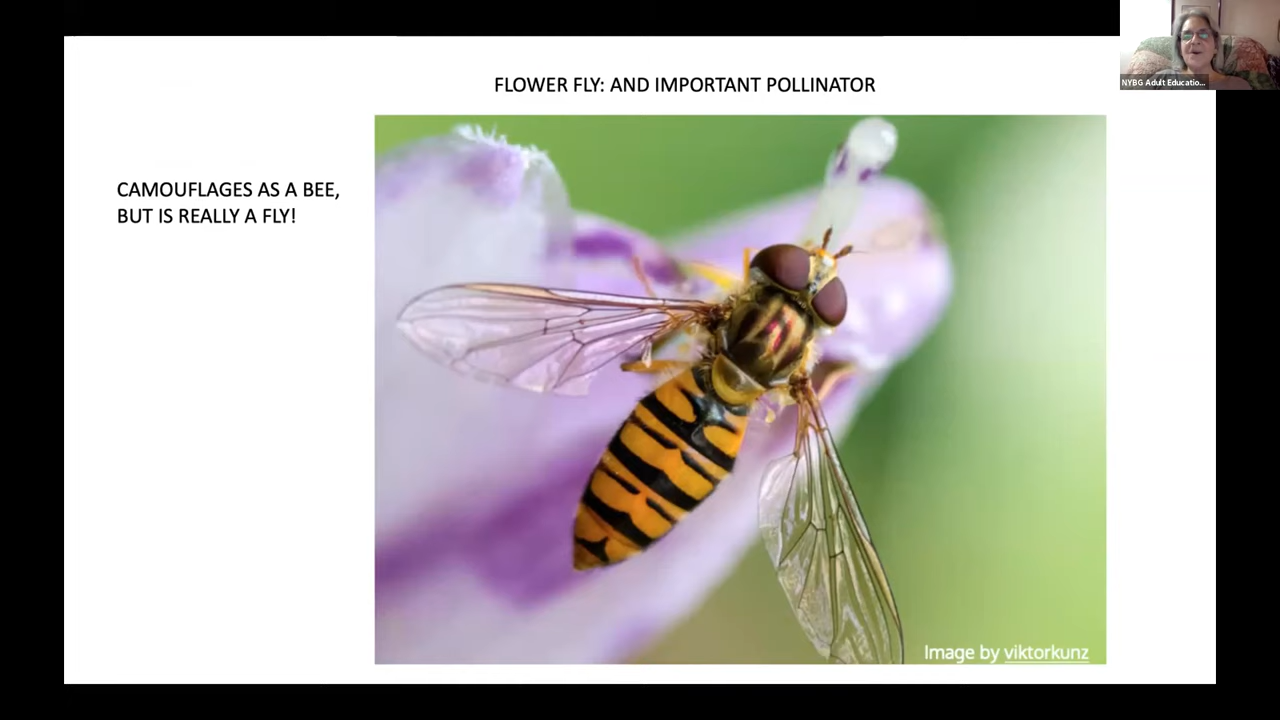 FLOWER FLY: AND IMPORTANT POLLINATOR
CAMOUFLAGES AS A BEE,
BUT IS REALLY A FLY!
Image by viktorkunz
NYBG Adult Educatio...